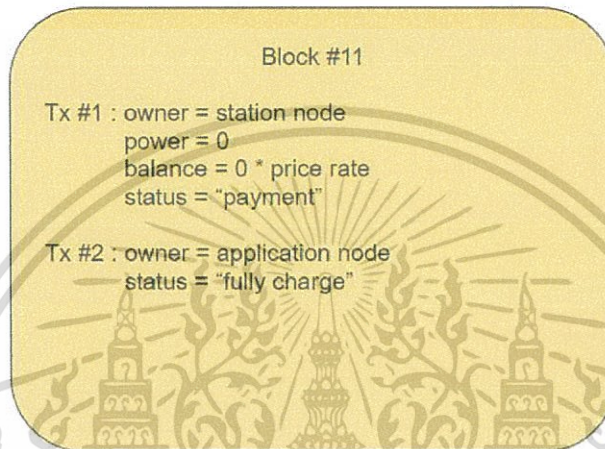 Block #11
Tx #1 : owner = station node
power = 0
balance = 0 * price rate
status = "payment"
Tx #2 : owner = application node
status = "fully charge"